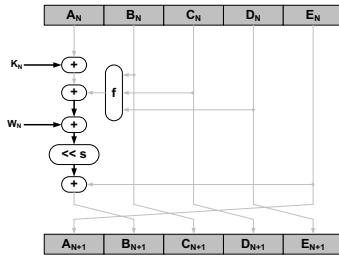 A_N B_N C_N D_N E_N
K_N
+
+
f
W_N
+
<< s
+
A_N+1 B_N+1 C_N+1 D_N+1 E_N+1